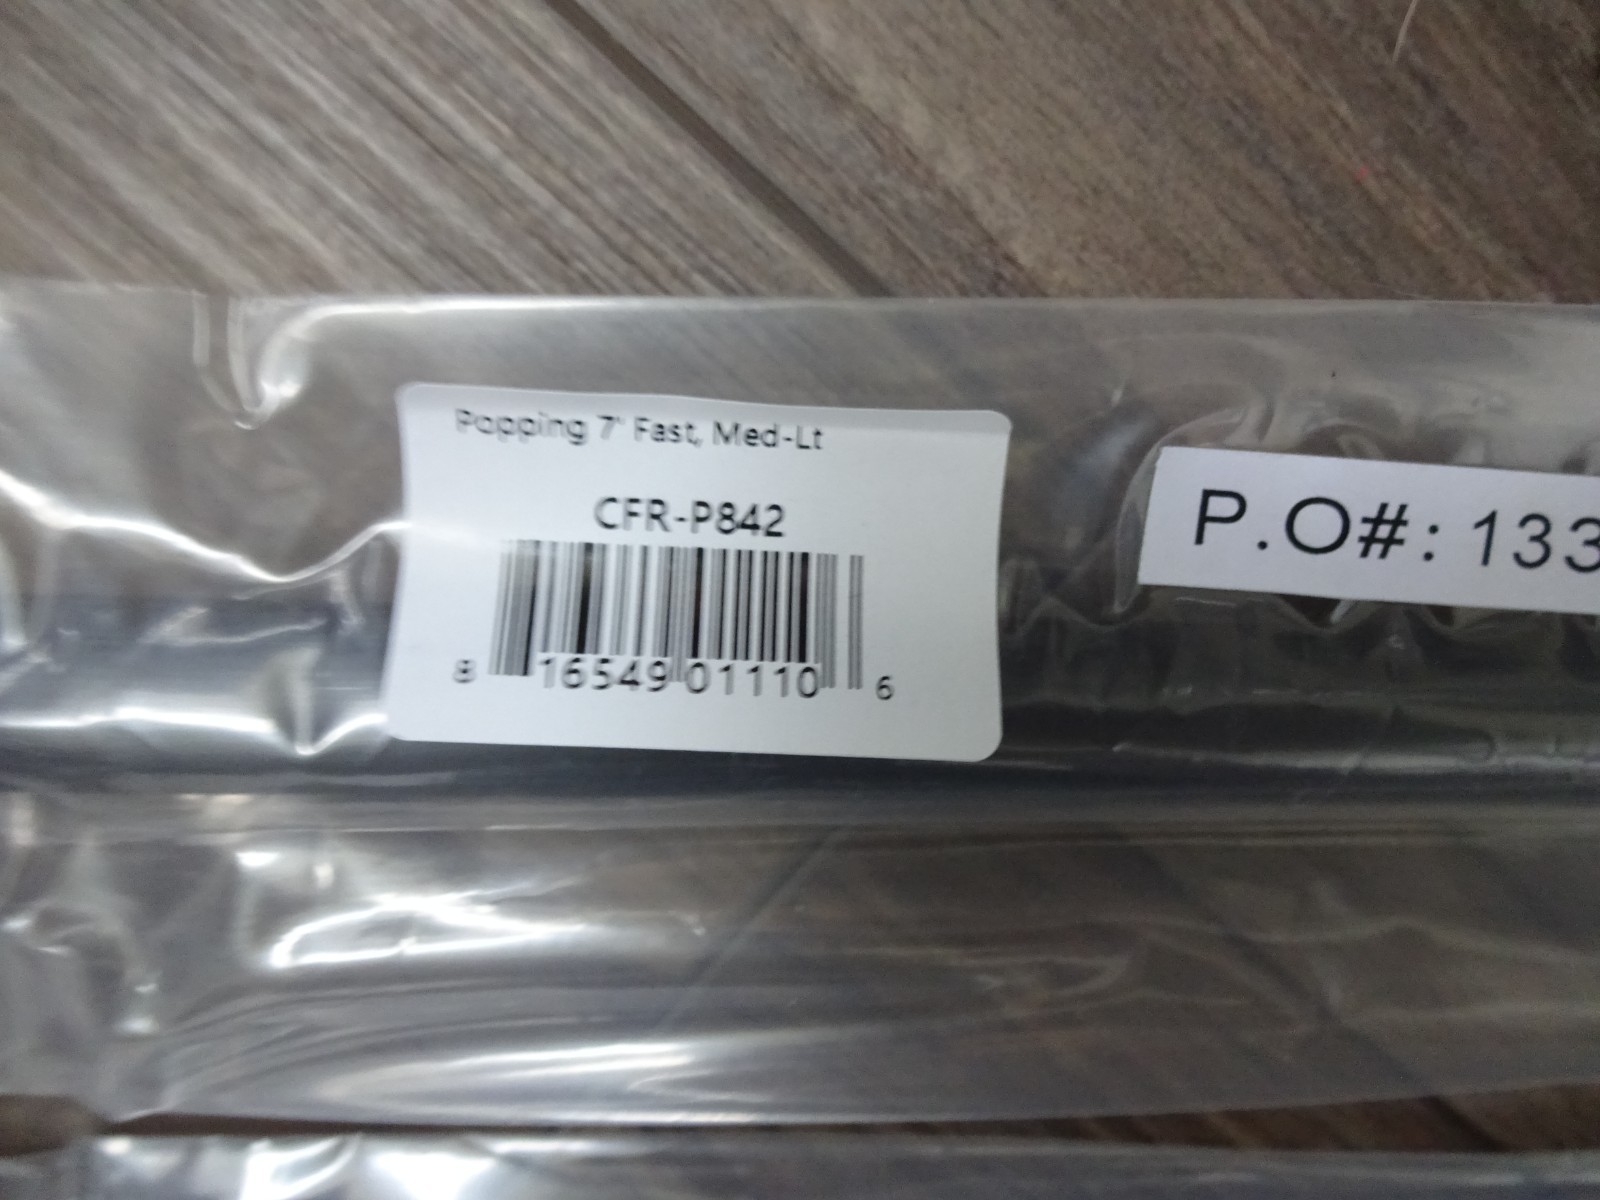 Popping 7' Fast, Med-Lt
CFR-P842
8 16549 01110 6
P.O#: 133